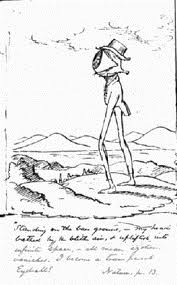 Standing on the bare ground, – my head
bathed by the blithe air, & uplifted into
infinite space, – all mean egotism
vanishes. I become a transparent
Eyeball!
Nature. p. 13.